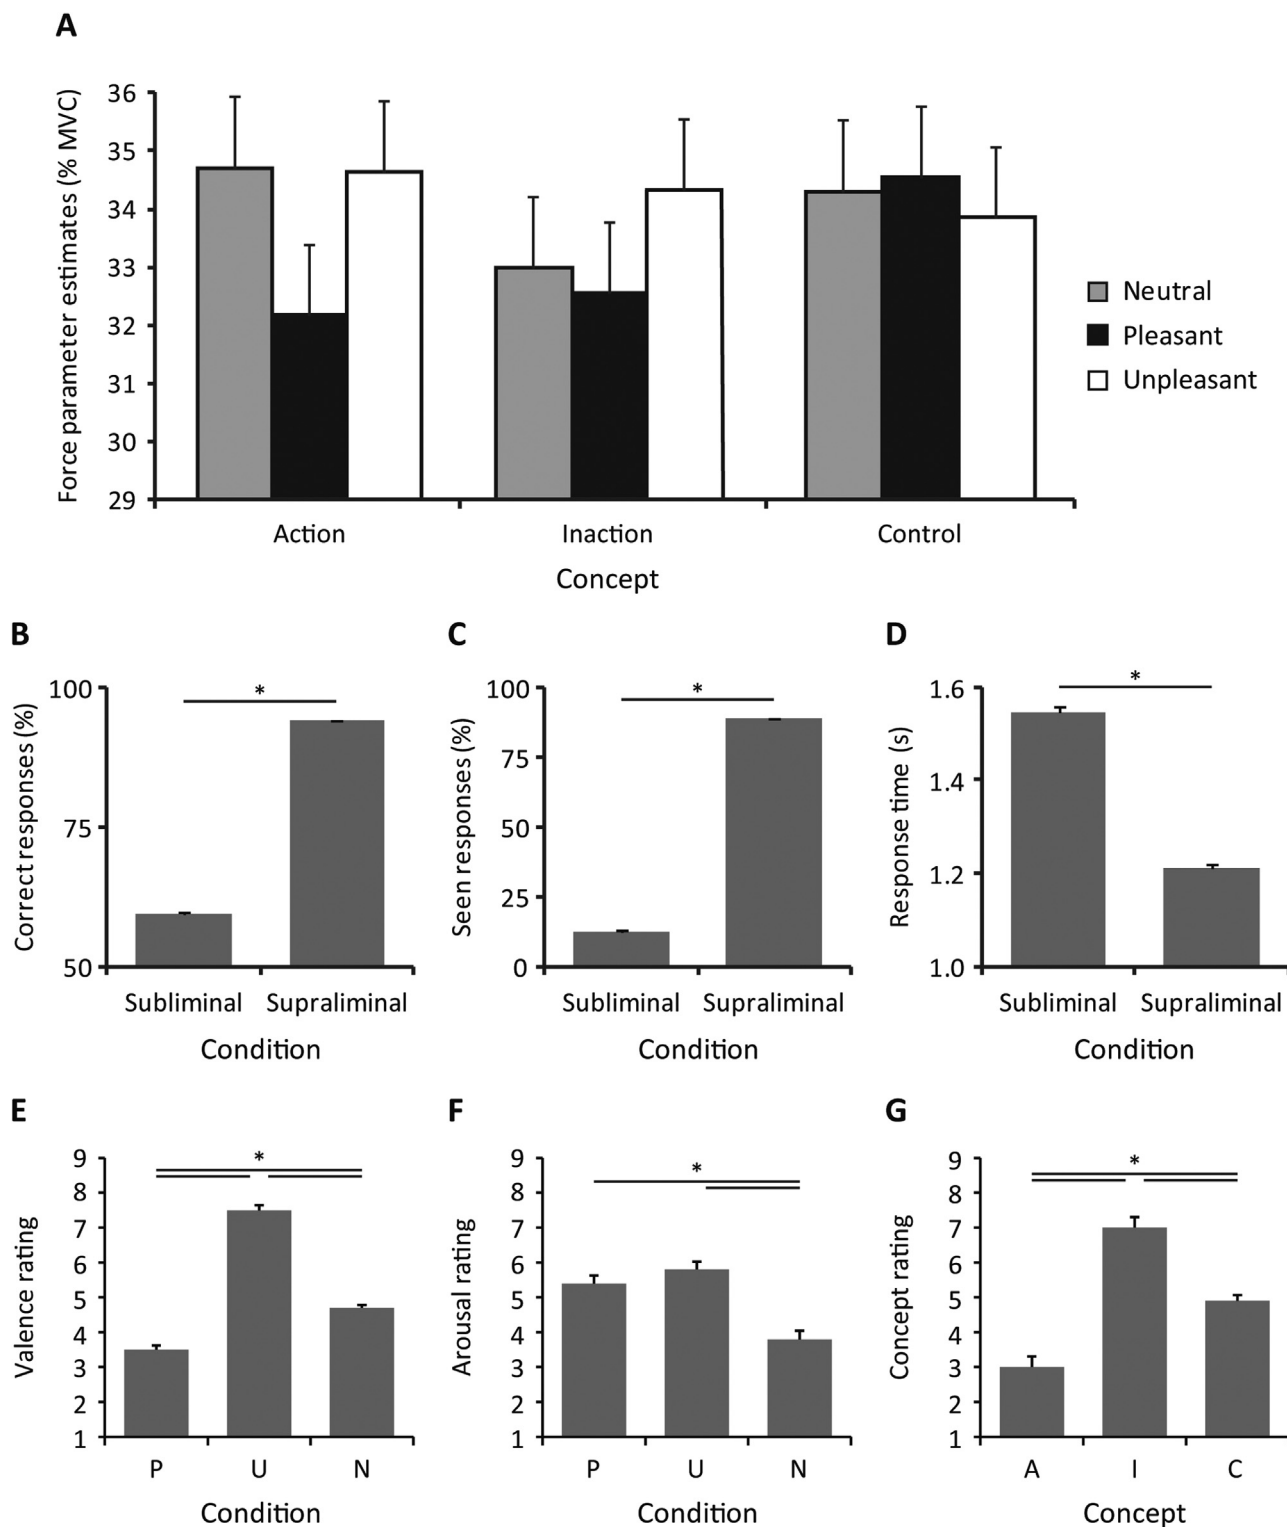 A
Force parameter estimates (% MVC)
36
35
34
33
32
31
30
29
Action Inaction Control
Concept
Neutral
Pleasant
Unpleasant
B
Correct responses (%)
100
75
50
*
Subliminal Supraliminal
Condition
C
Seen responses (%)
100
75
50
25
0
*
Subliminal Supraliminal
Condition
D
Response time (s)
1.6
1.4
1.2
1.0
*
Subliminal Supraliminal
Condition
E
Valence rating
9
8
7
6
5
4
3
2
1
*
P U N
Condition
F
Arousal rating
9
8
7
6
5
4
3
2
1
*
P U N
Condition
G
Concept rating
9
8
7
6
5
4
3
2
1
*
A I C
Concept